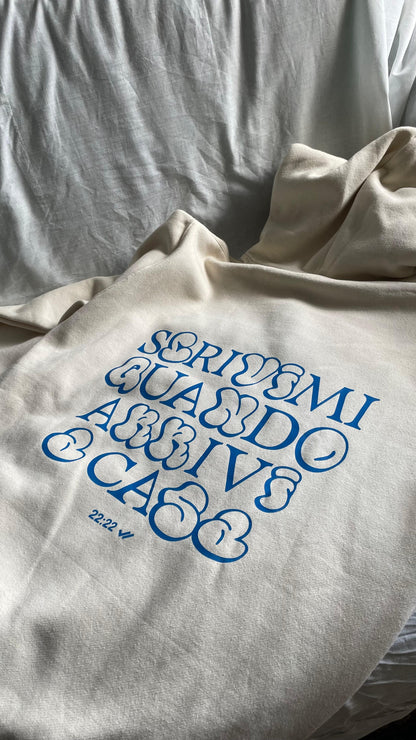 SCRIVIMI
QUANDO
ARRIVI
A CASA
22:22